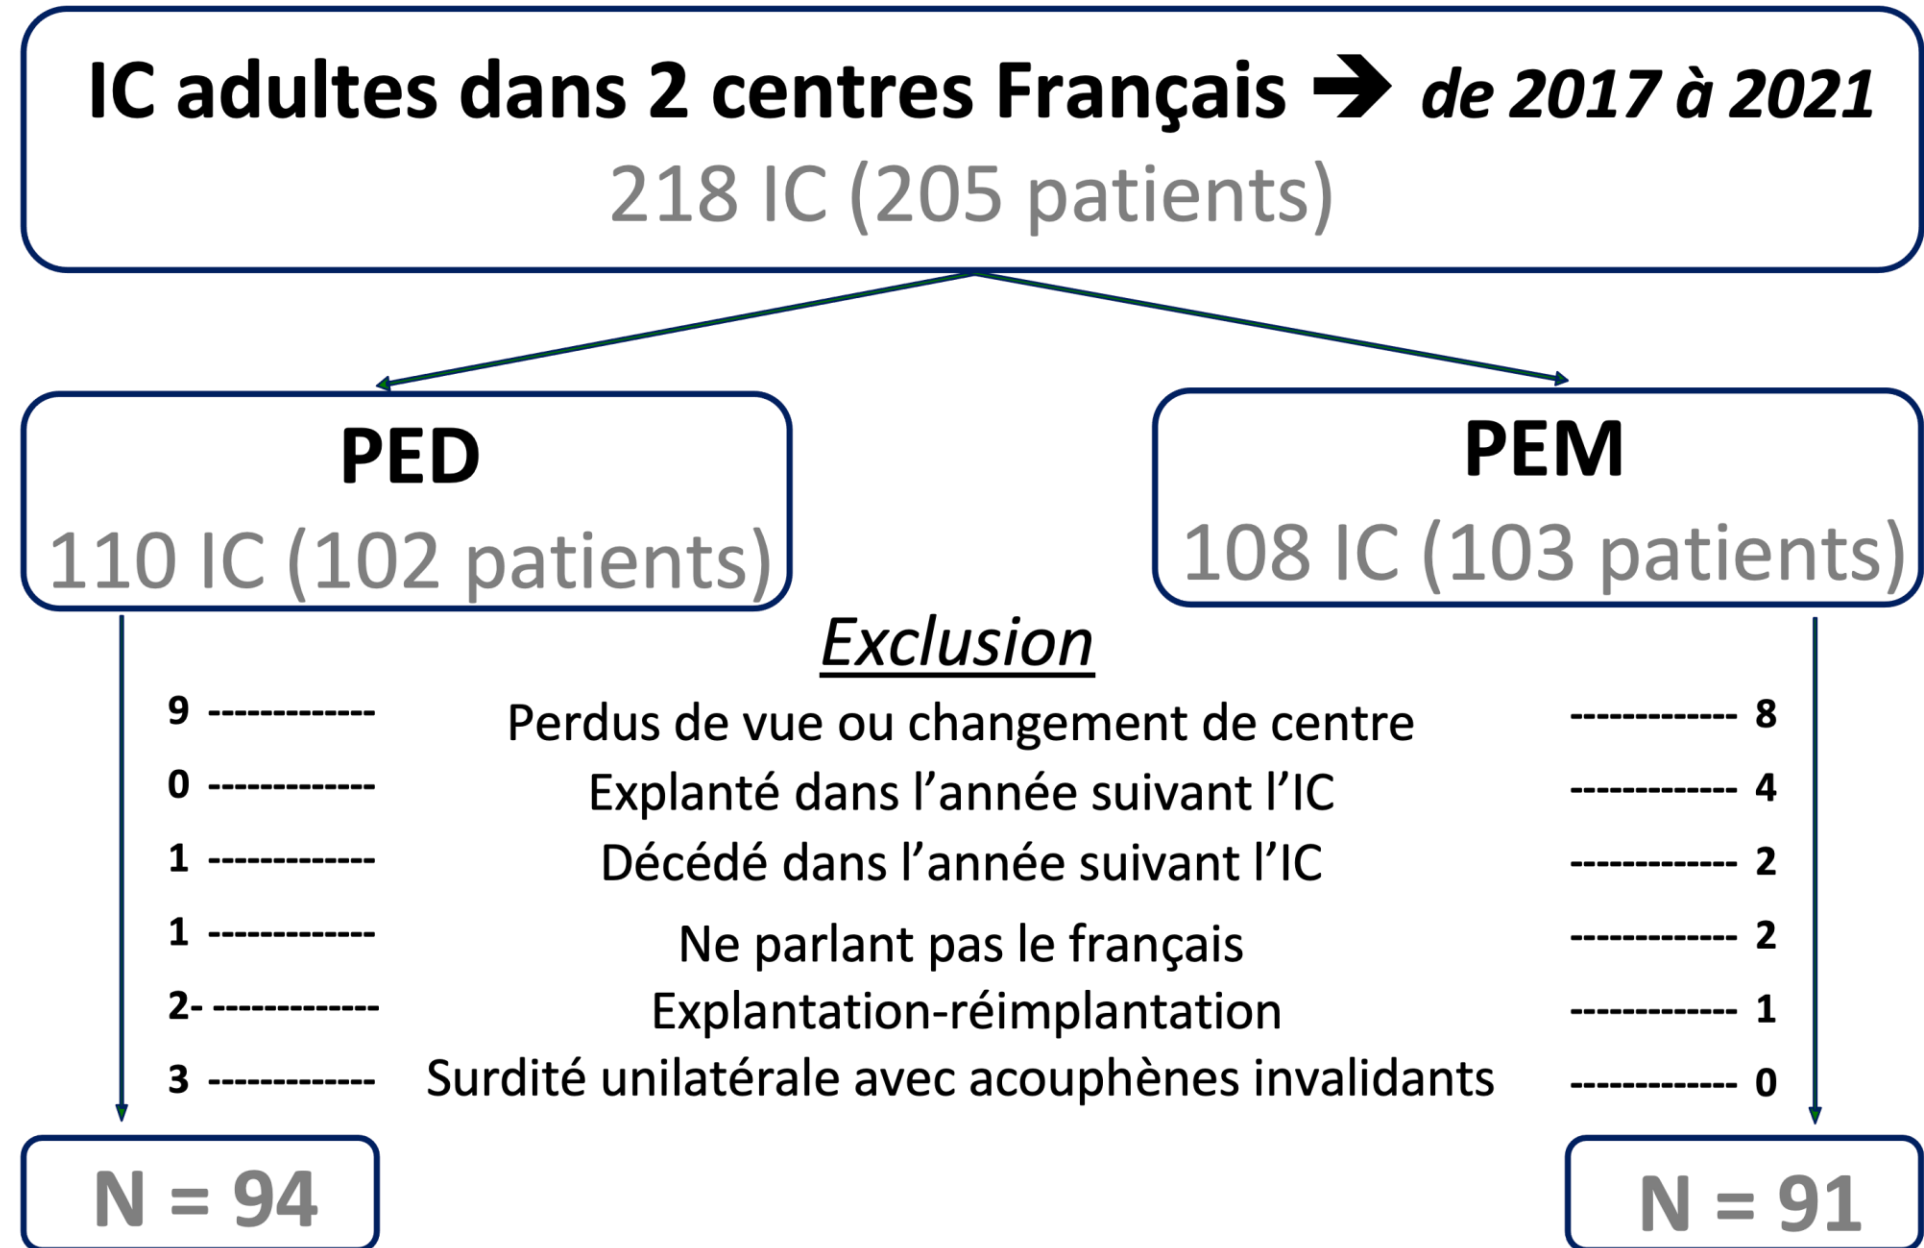 IC adultes dans 2 centres Français ➔ de 2017 à 2021
218 IC (205 patients)
PED
110 IC (102 patients)
PEM
108 IC (103 patients)
Exclusion
9 ------------- Perdus de vue ou changement de centre ------------- 8
0 ------------- Explanté dans l’année suivant l’IC ------------- 4
1 ------------- Décédé dans l’année suivant l’IC ------------- 2
1 ------------- Ne parlant pas le français ------------- 2
2- ------------- Explantation-réimplantation ------------- 1
3 ------------- Surdité unilatérale avec acouphènes invalidants ------------- 0
N = 94
N = 91